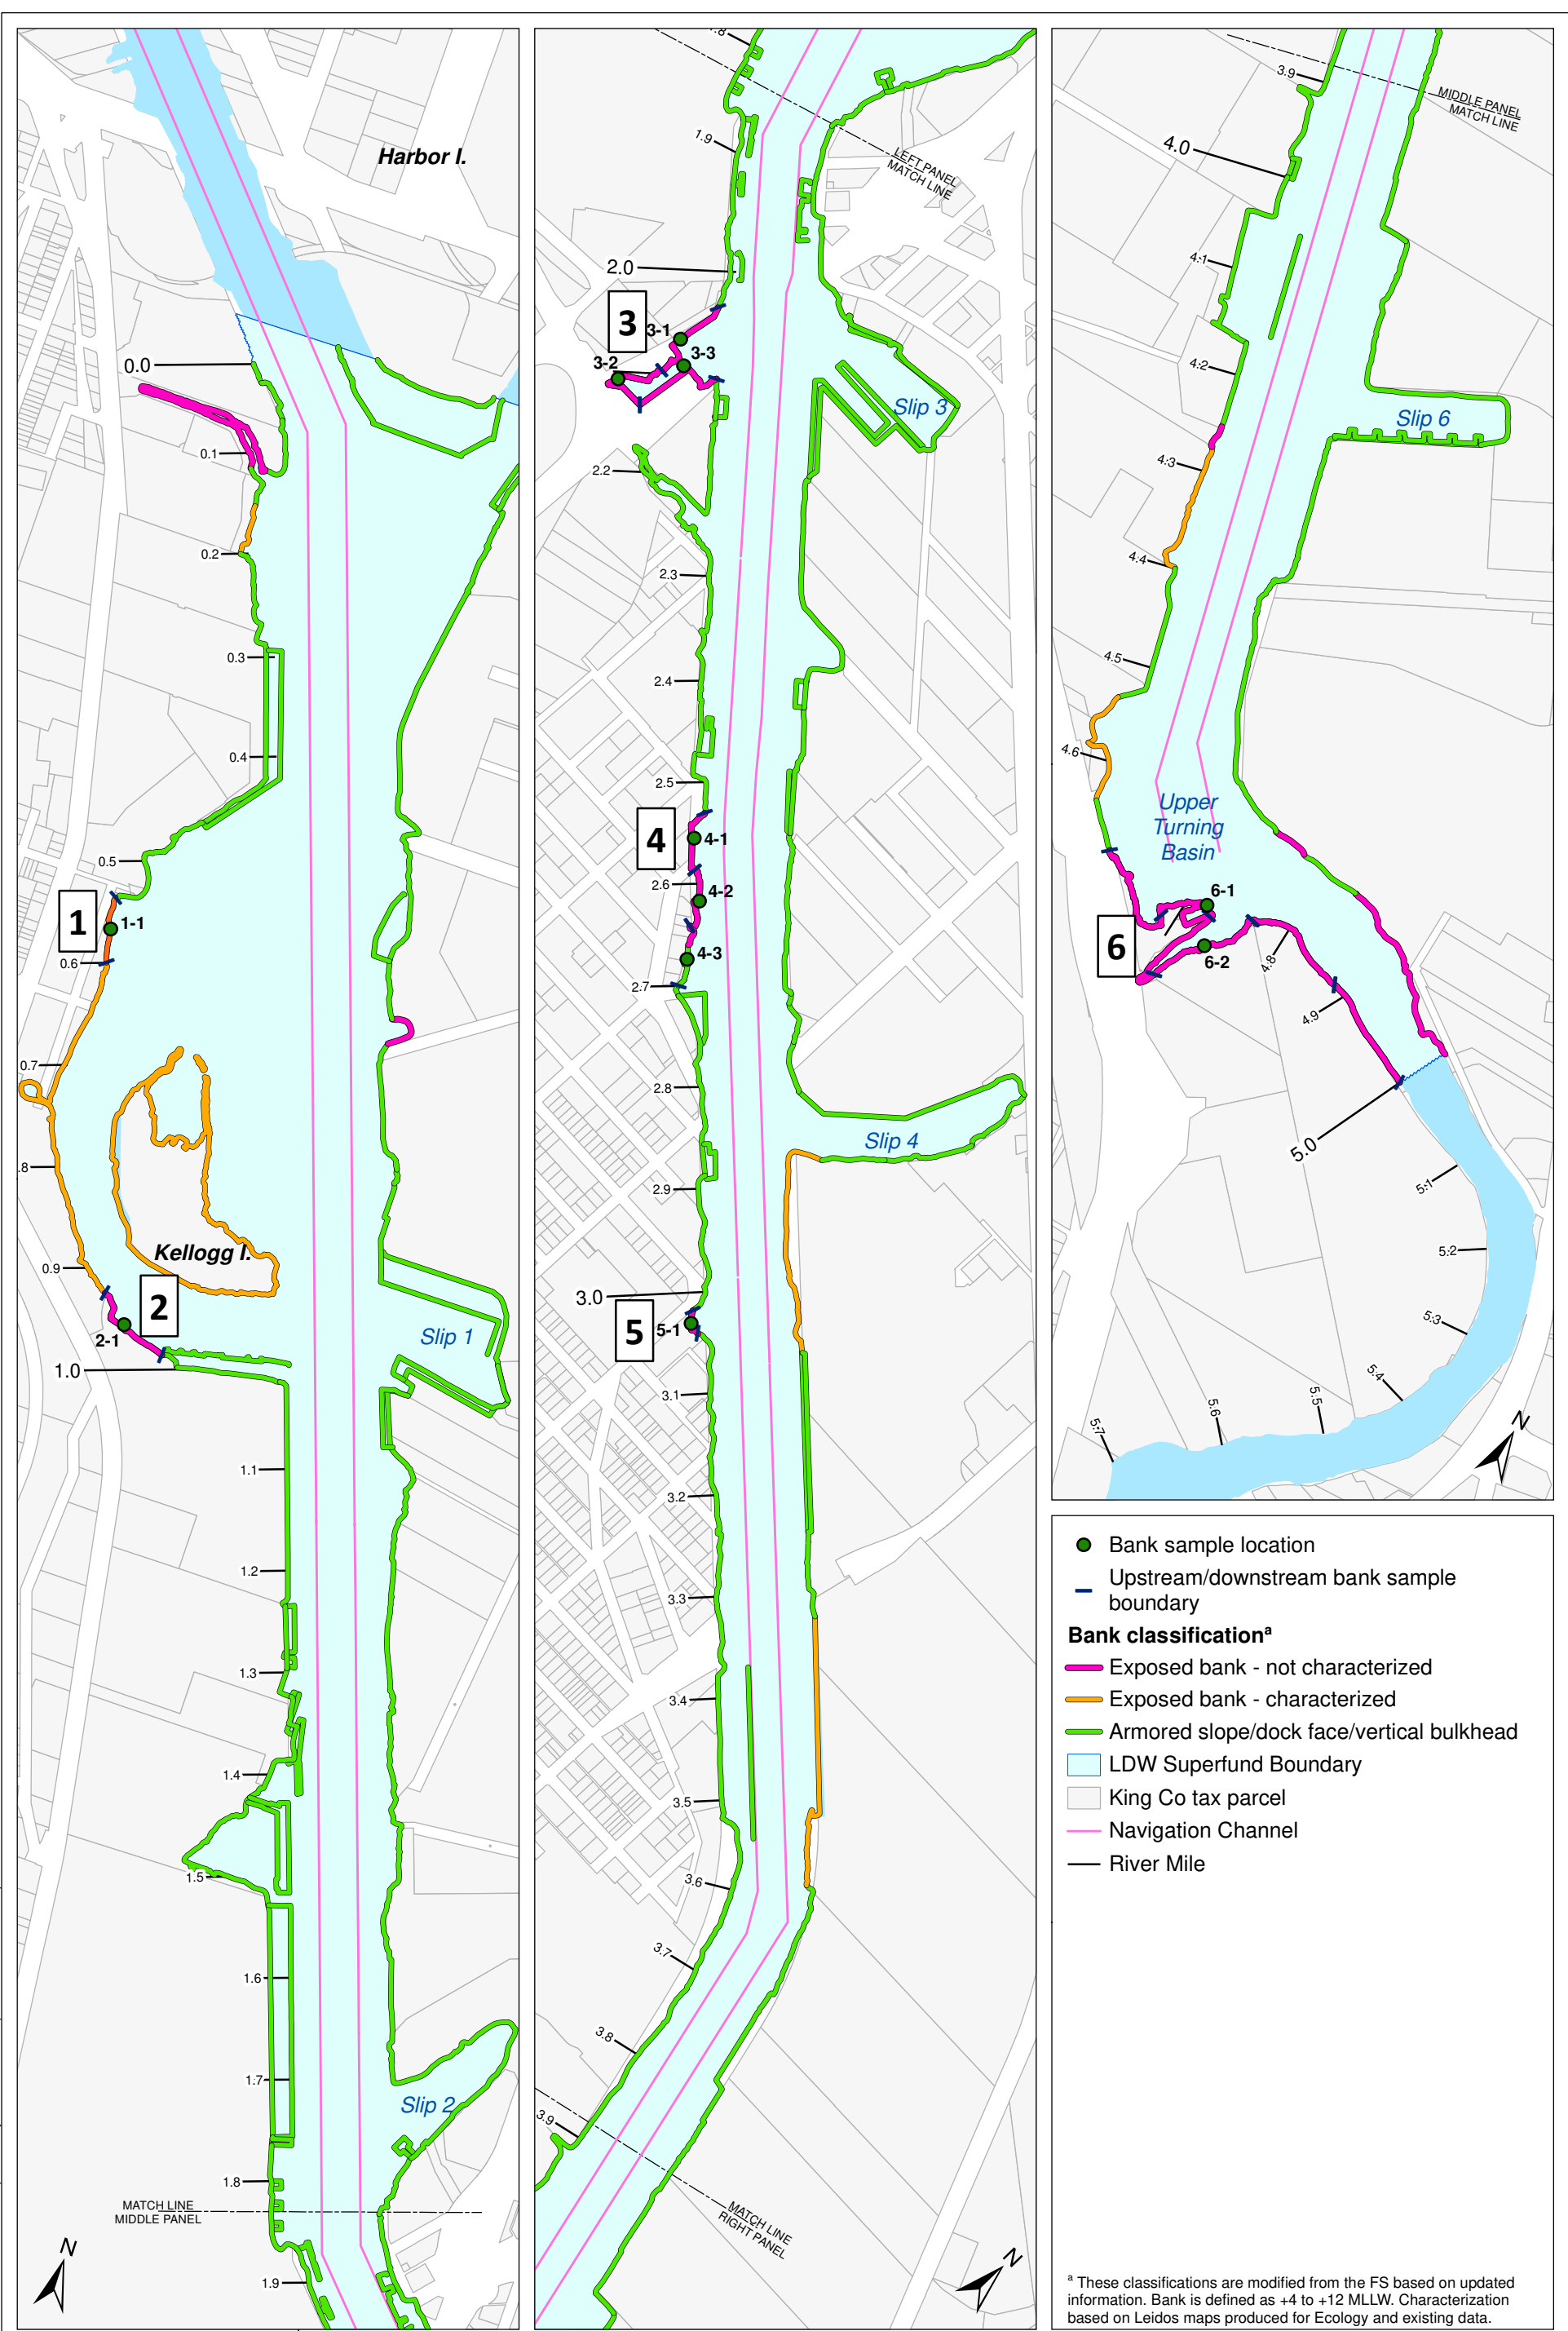 Harbor I.
0.0
0.1
0.2
0.3
0.4
0.5
1
1-1
0.6
0.7
.8
Kellogg I.
0.9
2
2-1
Slip 1
1.0
1.1
1.2
1.3
1.4
1.5
1.6
1.7
Slip 2
1.8
MATCH LINE
MIDDLE PANEL
1.9
N
.8
1.9
LEFT PANEL
MATCH LINE
2.0
3
3-1
3-2
3-3
Slip 3
2.2
2.3
2.4
2.5
4
4-1
2.6
4-2
4-3
2.7
2.8
Slip 4
2.9
3.0
5
5-1
3.1
3.2
3.3
3.4
3.5
3.6
3.7
3.8
3.9
MATCH LINE
RIGHT PANEL
N
3.9
MIDDLE PANEL
MATCH LINE
4.0
4.1
4.2
Slip 6
4.3
4.4
4.5
4.6
Upper
Turning
Basin
6-1
6
6-2
4.8
4.9
5.0
5.1
5.2
5.3
5.4
5.5
5.6
5.7
N
Bank sample location
Upstream/downstream bank sample
boundary
Bank classificationᵃ
Exposed bank - not characterized
Exposed bank - characterized
Armored slope/dock face/vertical bulkhead
LDW Superfund Boundary
King Co tax parcel
Navigation Channel
River Mile
ᵃ These classifications are modified from the FS based on updated
information. Bank is defined as +4 to +12 MLLW. Characterization
based on Leidos maps produced for Ecology and existing data.